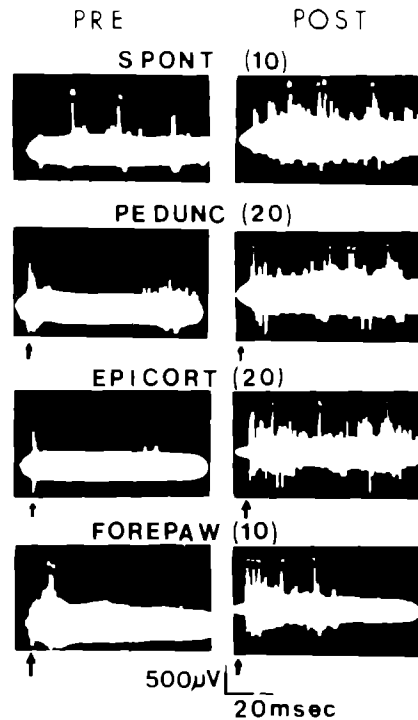 PRE POST
SPONT (10)
PEDUNC (20)
EPICORT (20)
FOREPAW (10)
500µV
20msec